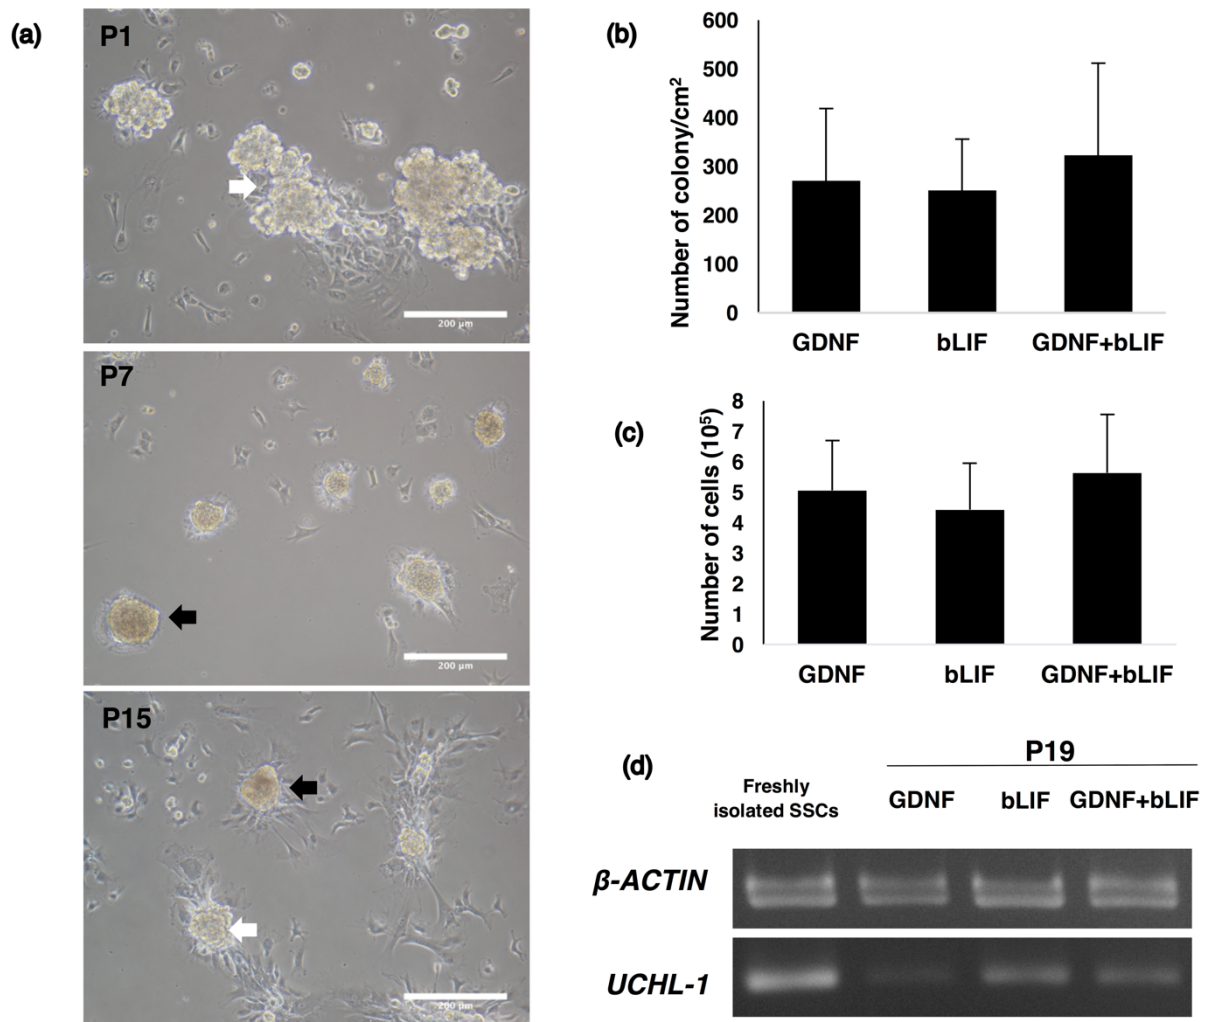 (a)
P1
200 µm
P7
200 µm
P15
200 µm
(b)
Number of colony/cm²
600
500
400
300
200
100
0
GDNF bLIF GDNF+bLIF
(c)
Number of cells (10⁵)
8
7
6
5
4
3
2
1
0
GDNF bLIF GDNF+bLIF
(d)
P19
Freshly
isolated SSCs
GDNF bLIF GDNF+bLIF
β-ACTIN
UCHL-1